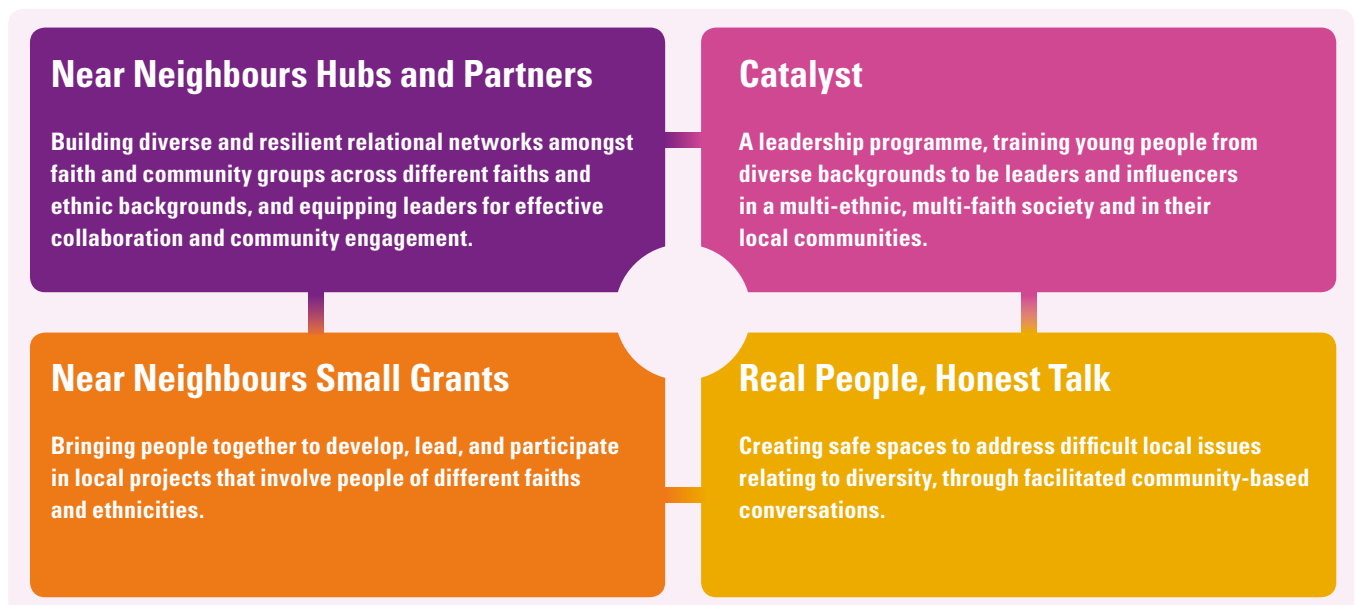 Near Neighbours Hubs and Partners
Building diverse and resilient relational networks amongst
faith and community groups across different faiths and
ethnic backgrounds, and equipping leaders for effective
collaboration and community engagement.
Catalyst
A leadership programme, training young people from
diverse backgrounds to be leaders and influencers
in a multi-ethnic, multi-faith society and in their
local communities.
Near Neighbours Small Grants
Bringing people together to develop, lead, and participate
in local projects that involve people of different faiths
and ethnicities.
Real People, Honest Talk
Creating safe spaces to address difficult local issues
relating to diversity, through facilitated community-based
conversations.